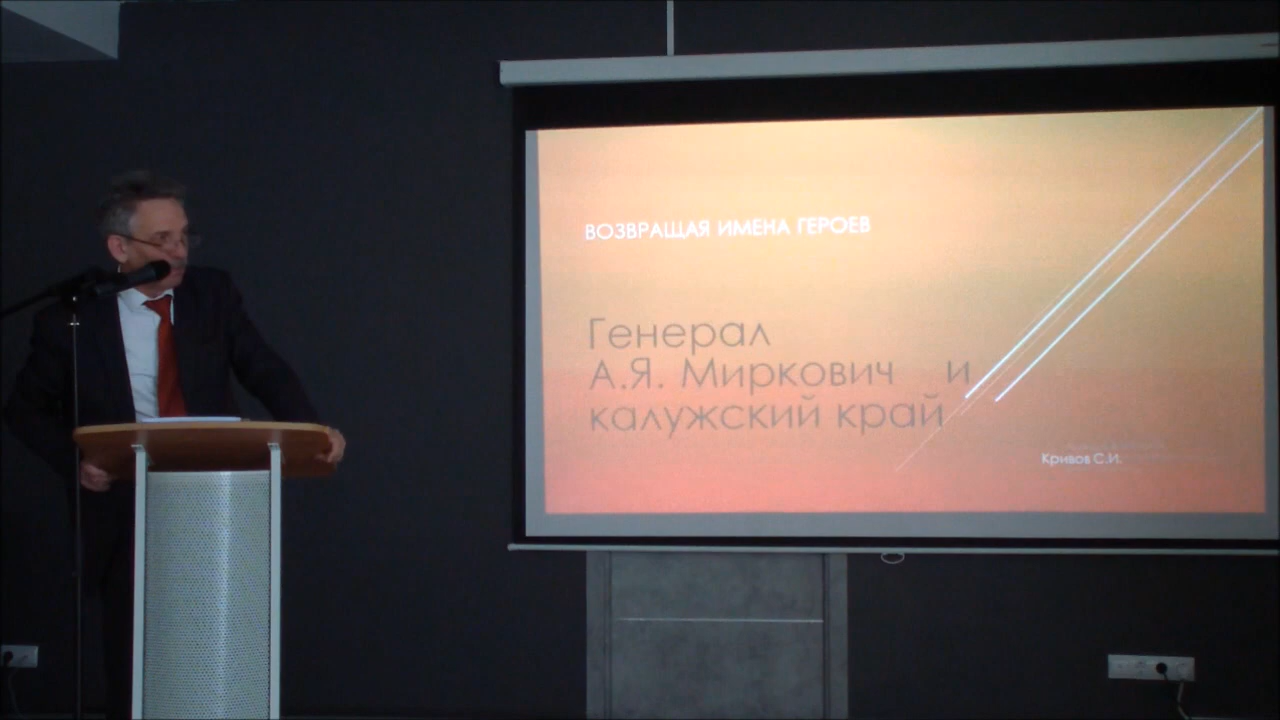 ВОЗВРАЩАЯ ИМЕНА ГЕРОЕВ
Генерал
А.Я. Миркович и
калужский край
Кривов С.И.